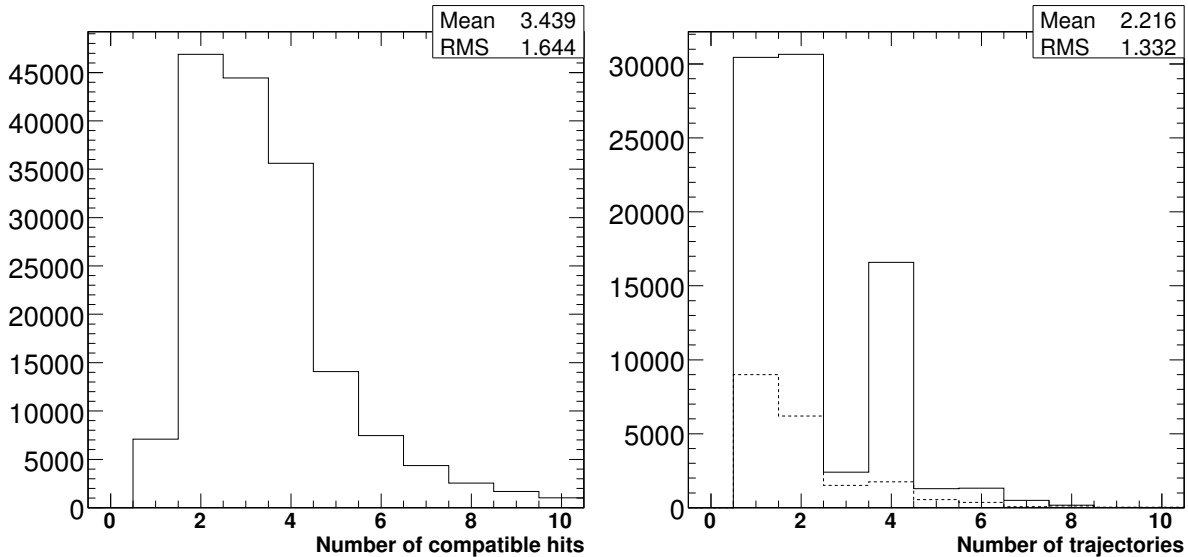 Mean 3.439
RMS 1.644
45000
40000
35000
30000
25000
20000
15000
10000
5000
0
0 2 4 6 8 10
Number of compatible hits
Mean 2.216
RMS 1.332
30000
25000
20000
15000
10000
5000
0
0 2 4 6 8 10
Number of trajectories